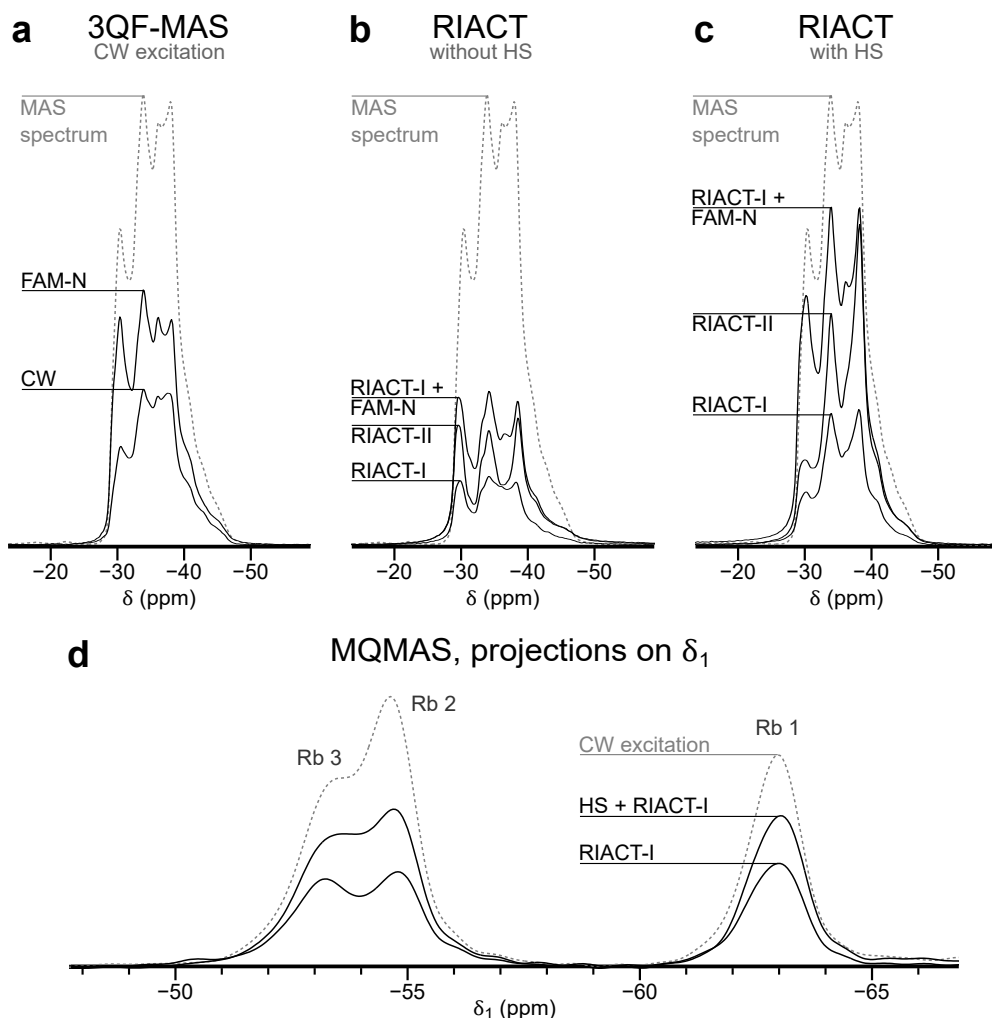 a
3QF-MAS
CW excitation
MAS
spectrum
FAM-N
CW
−20 −30 −40 −50
δ (ppm)
b
RIACT
without HS
MAS
spectrum
RIACT-I +
FAM-N
RIACT-II
RIACT-I
−20 −30 −40 −50
δ (ppm)
c
RIACT
with HS
MAS
spectrum
RIACT-I +
FAM-N
RIACT-II
RIACT-I
−20 −30 −40 −50
δ (ppm)
d
MQMAS, projections on δ₁
Rb 3
Rb 2
Rb 1
CW excitation
HS + RIACT-I
RIACT-I
−50 −55 −60 −65
δ₁ (ppm)